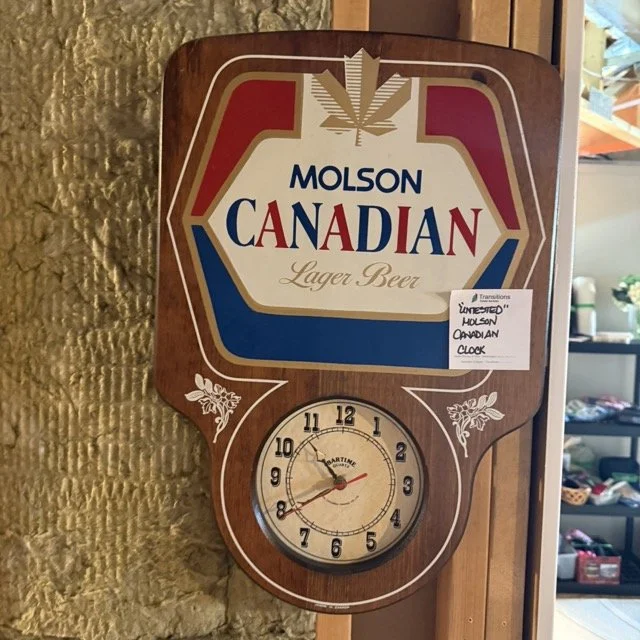 MOLSON
CANADIAN
Lager Beer
Transitions
"UNTESTED"
MOLSON
CANADIAN
CLOCK
12
11 1
10 2
9 3
8 4
7 5
6
QUARTZ